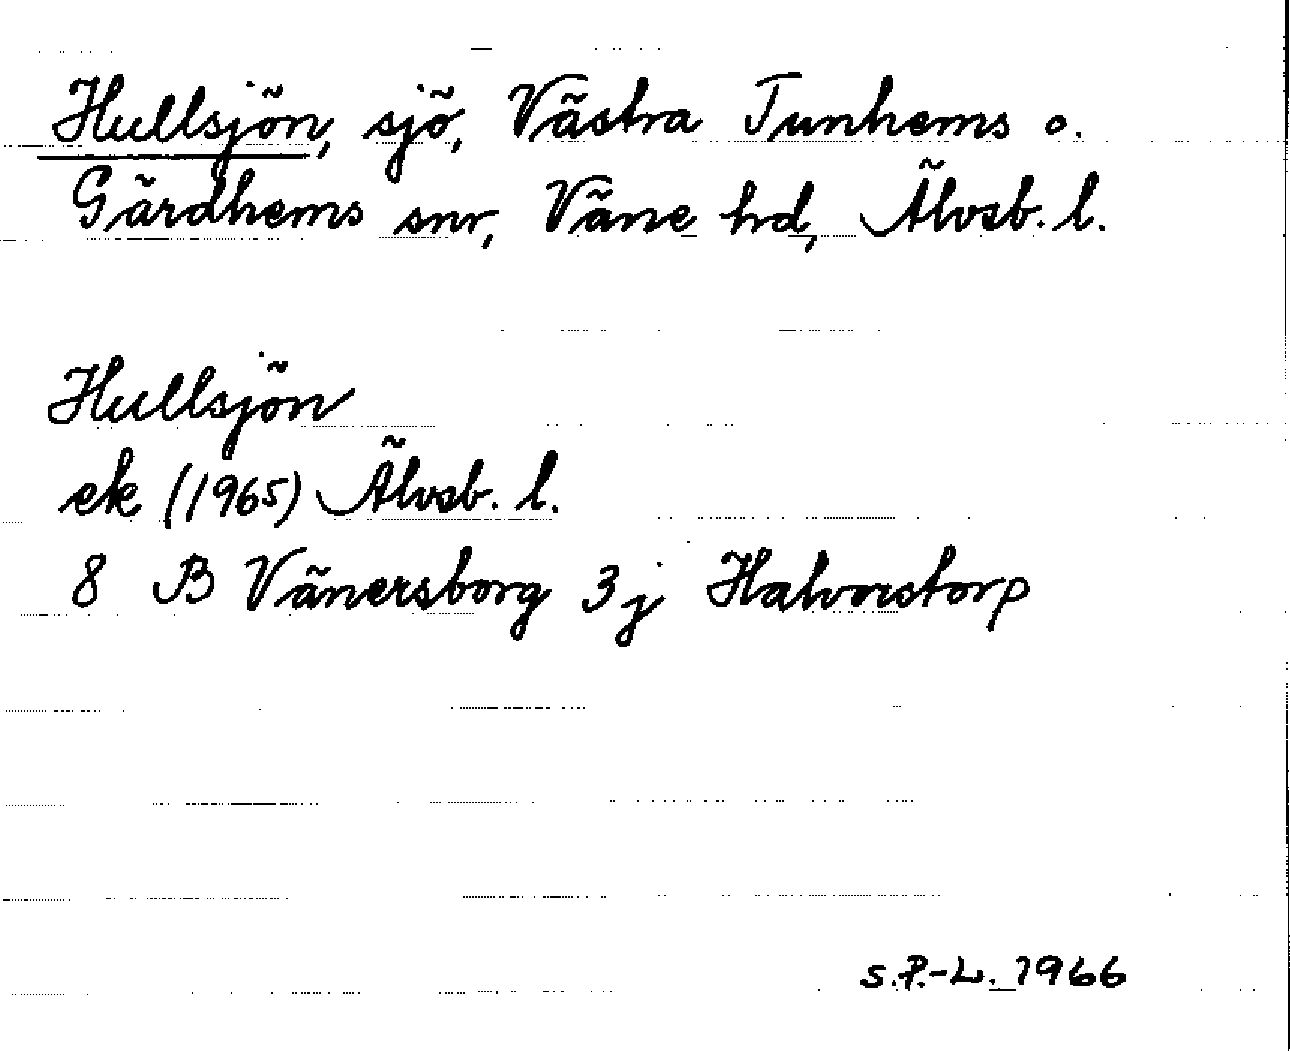 Hullsjön, sjö, Västra Tunhems o.
Gärdhems snr, Väne hd, Älvsb. l.
Hullsjön
ek (1965) Älvsb. l.
8 B Vänersborg 3 j Halvorstorp
S.P.-L. 1966